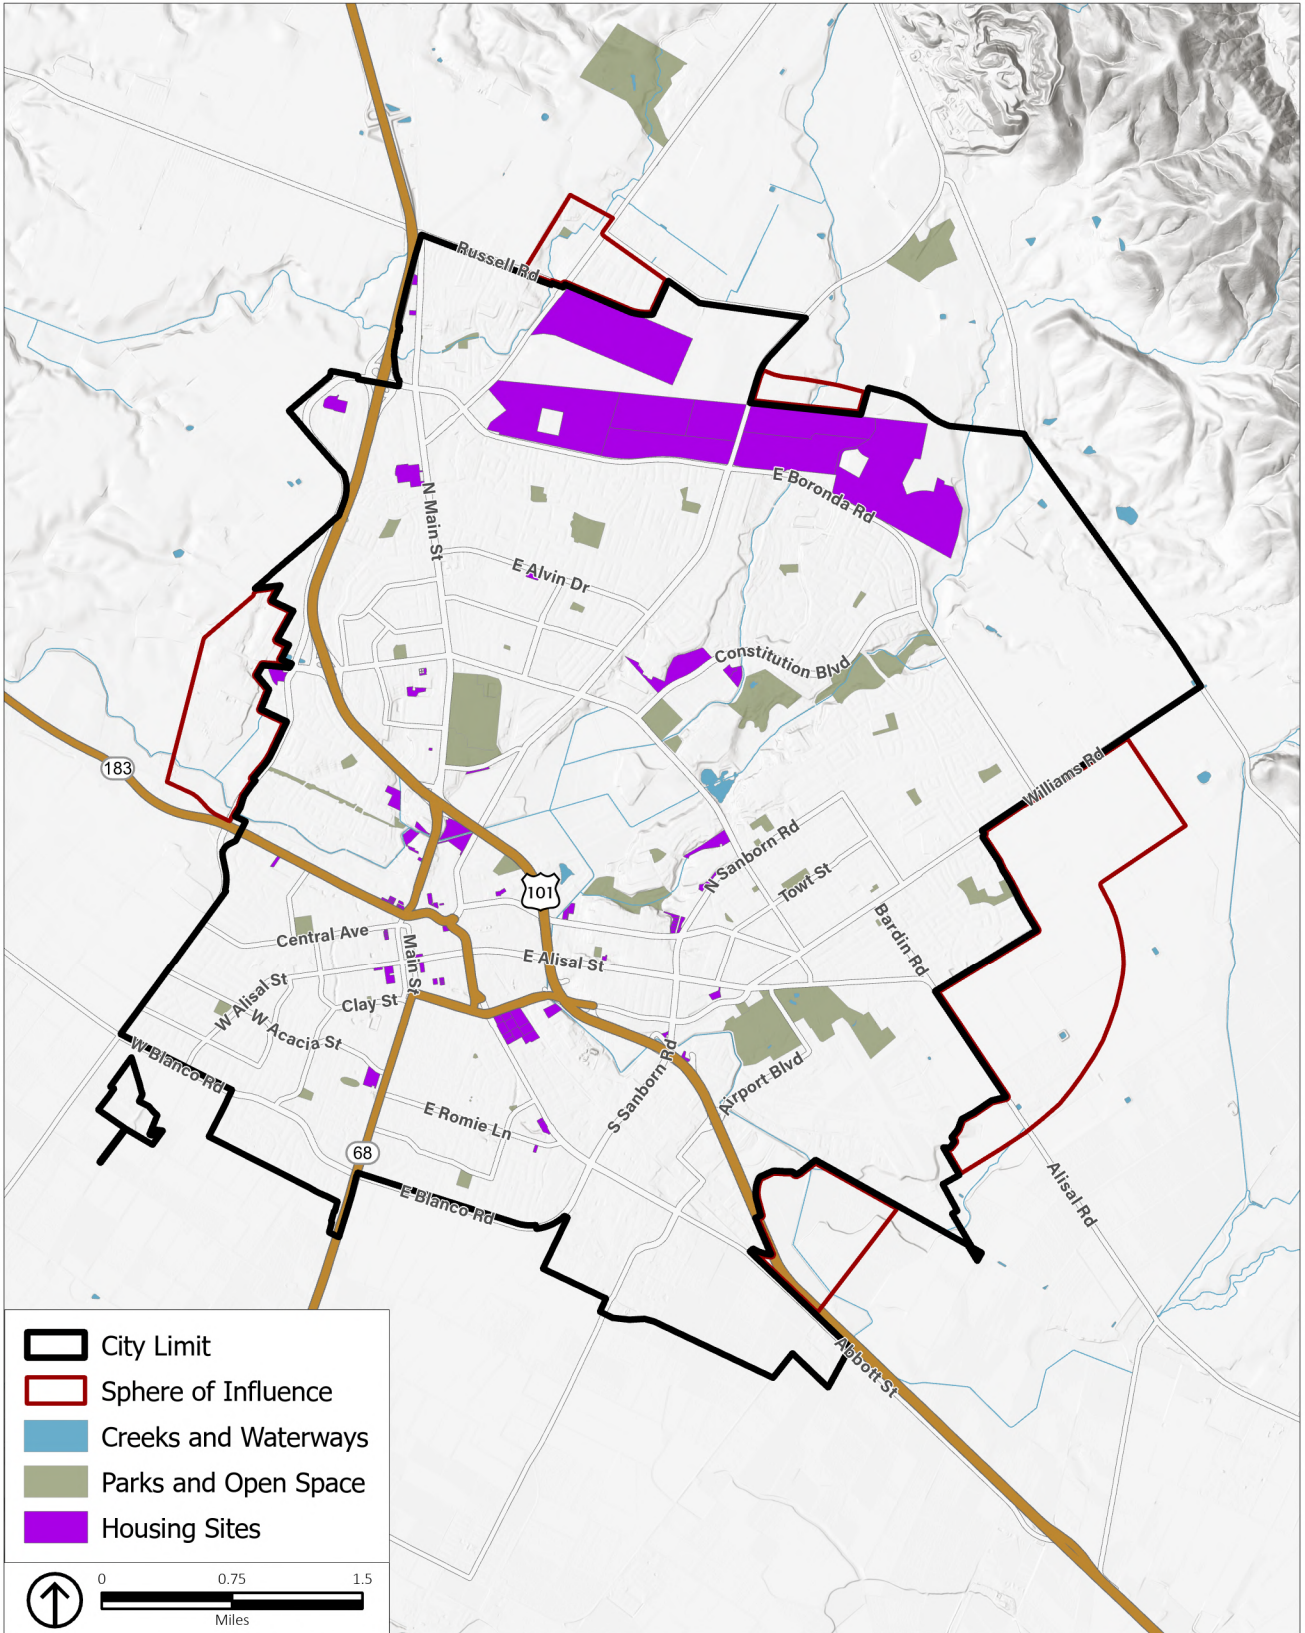 Russell Rd
E Boronda Rd
N Main St
E Alvin Dr
Constitution Blvd
183
Williams Rd
N Sanborn Rd
Towt St
101
Bardin Rd
Central Ave
Main St
E Alisal St
W Alisal St
Clay St
W Acacia St
W Blanco Rd
S Sanborn Rd
Airport Blvd
E Romie Ln
68
E Blanco Rd
Alisal Rd
Abbott St
City Limit
Sphere of Influence
Creeks and Waterways
Parks and Open Space
Housing Sites
0 0.75 1.5
Miles